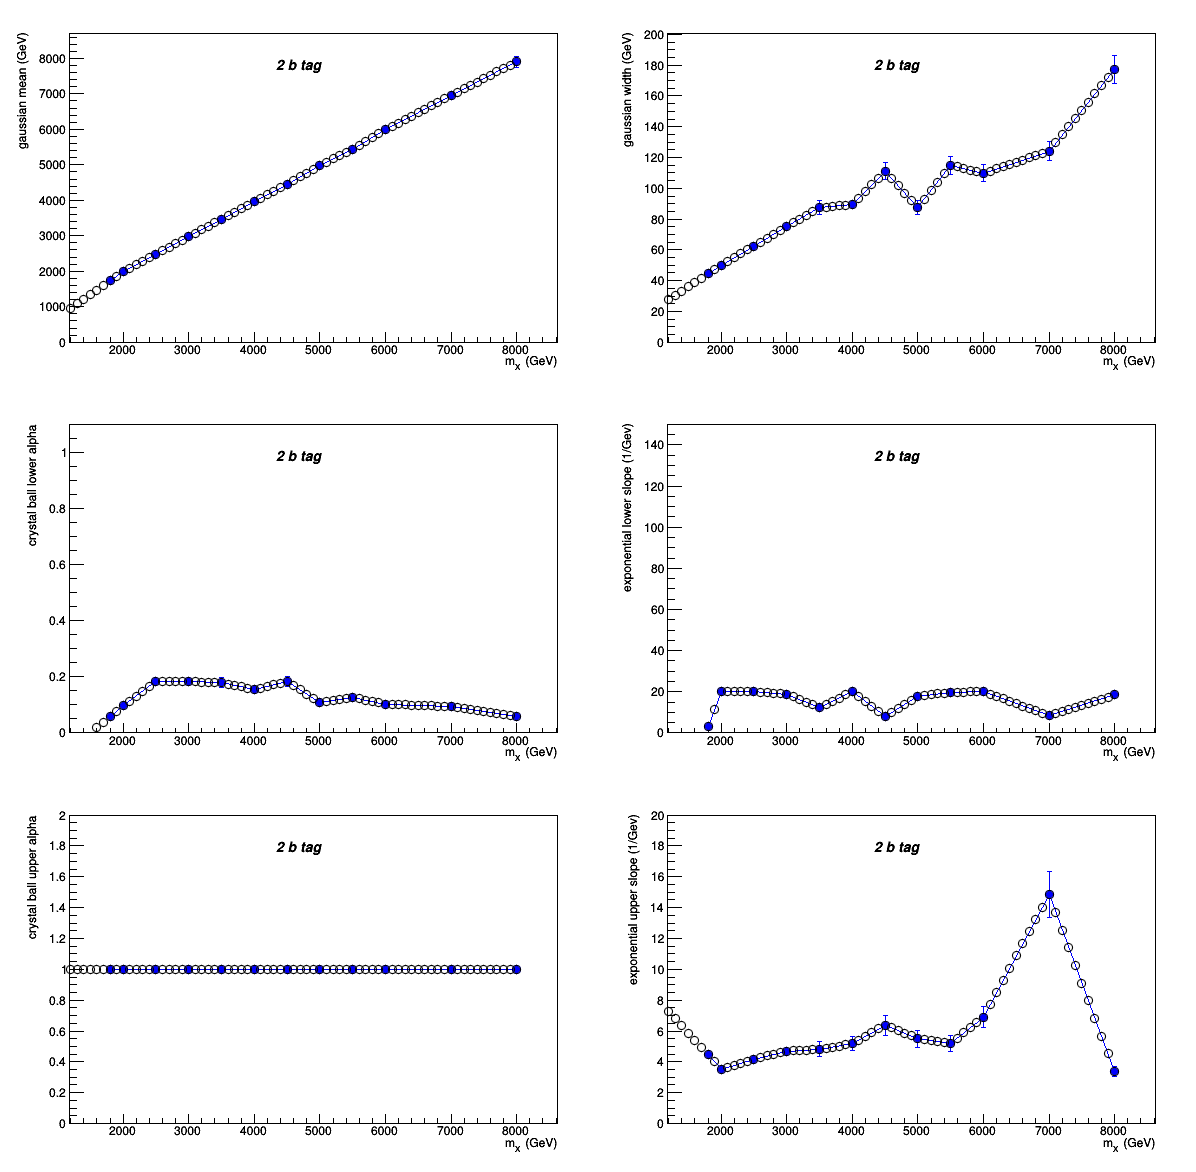 gaussian mean (GeV)
2 b tag
8000
7000
6000
5000
4000
3000
2000
1000
0
2000 3000 4000 5000 6000 7000 8000
mx (GeV)
gaussian width (GeV)
2 b tag
200
180
160
140
120
100
80
60
40
20
0
2000 3000 4000 5000 6000 7000 8000
mx (GeV)
crystal ball lower alpha
2 b tag
1
0.8
0.6
0.4
0.2
0
2000 3000 4000 5000 6000 7000 8000
mx (GeV)
exponential lower slope (1/Gev)
2 b tag
140
120
100
80
60
40
20
0
2000 3000 4000 5000 6000 7000 8000
mx (GeV)
crystal ball upper alpha
2 b tag
2
1.8
1.6
1.4
1.2
1
0.8
0.6
0.4
0.2
0
2000 3000 4000 5000 6000 7000 8000
mx (GeV)
exponential upper slope (1/Gev)
2 b tag
20
18
16
14
12
10
8
6
4
2
0
2000 3000 4000 5000 6000 7000 8000
mx (GeV)